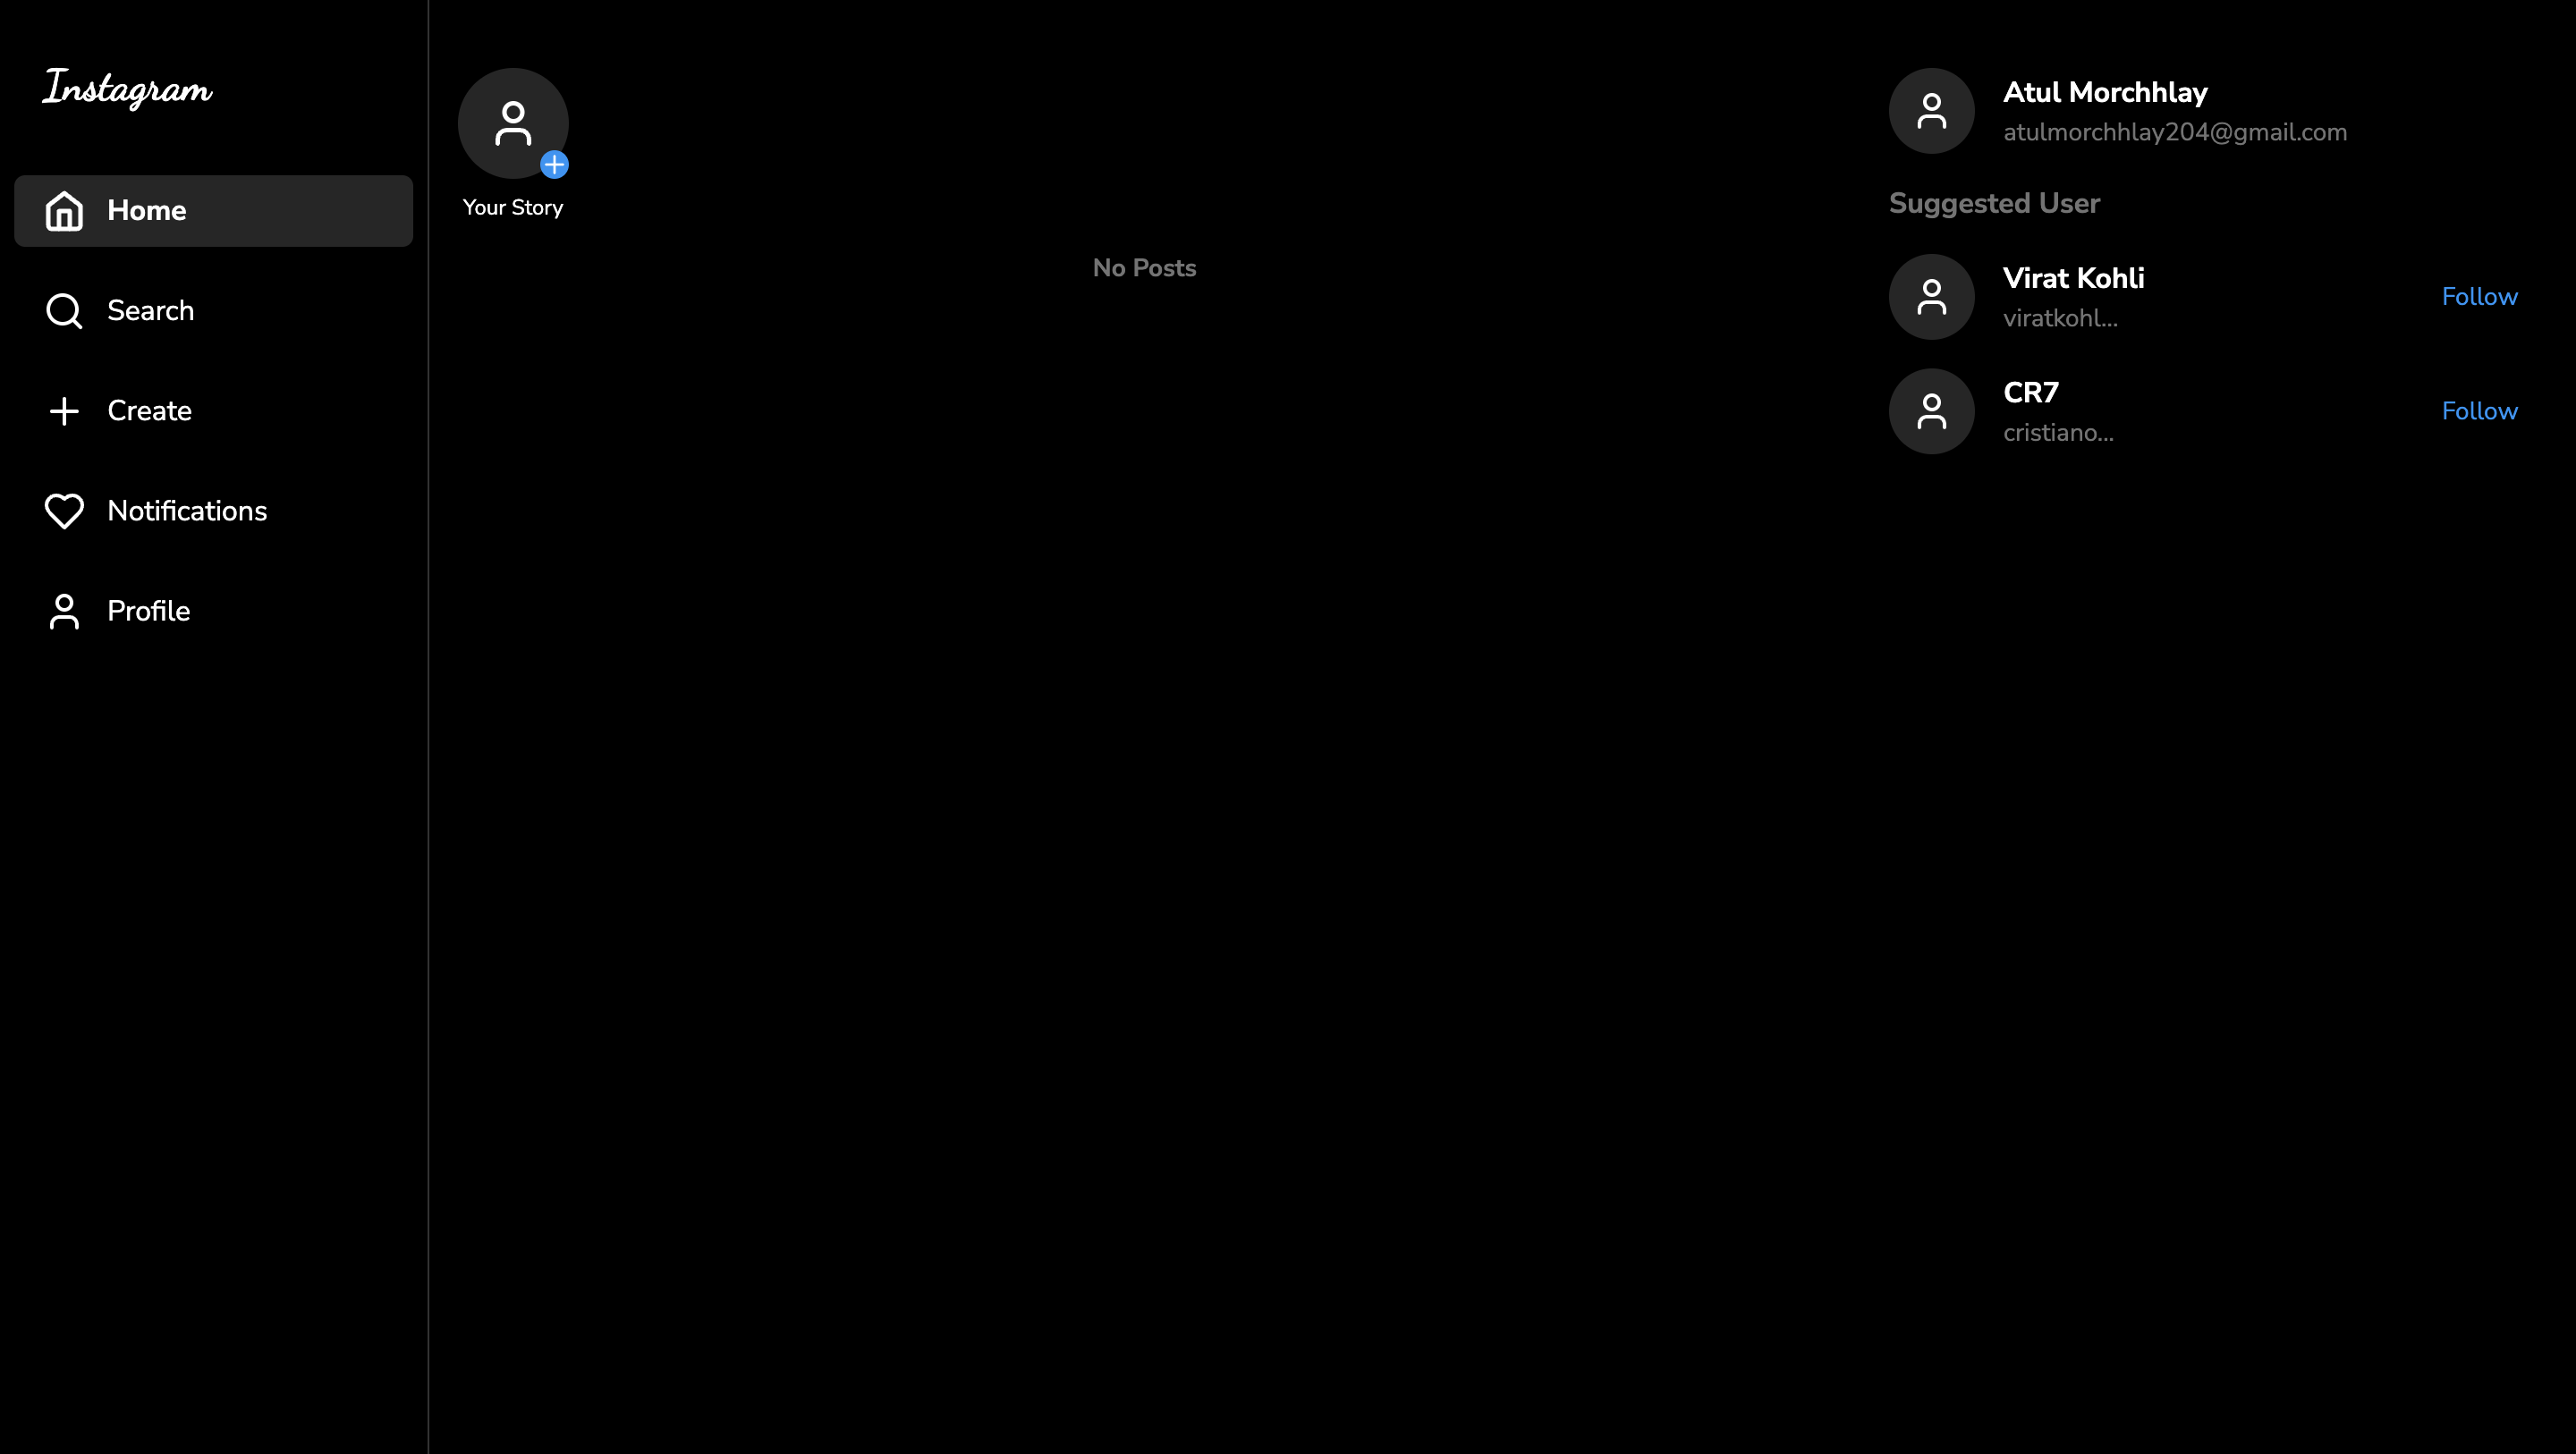 Instagram
Home
Search
Create
Notifications
Profile
Your Story
No Posts
Atul Morchhlay
atulmorchhlay204@gmail.com
Suggested User
Virat Kohli
viratkohl...
Follow
CR7
cristiano...
Follow